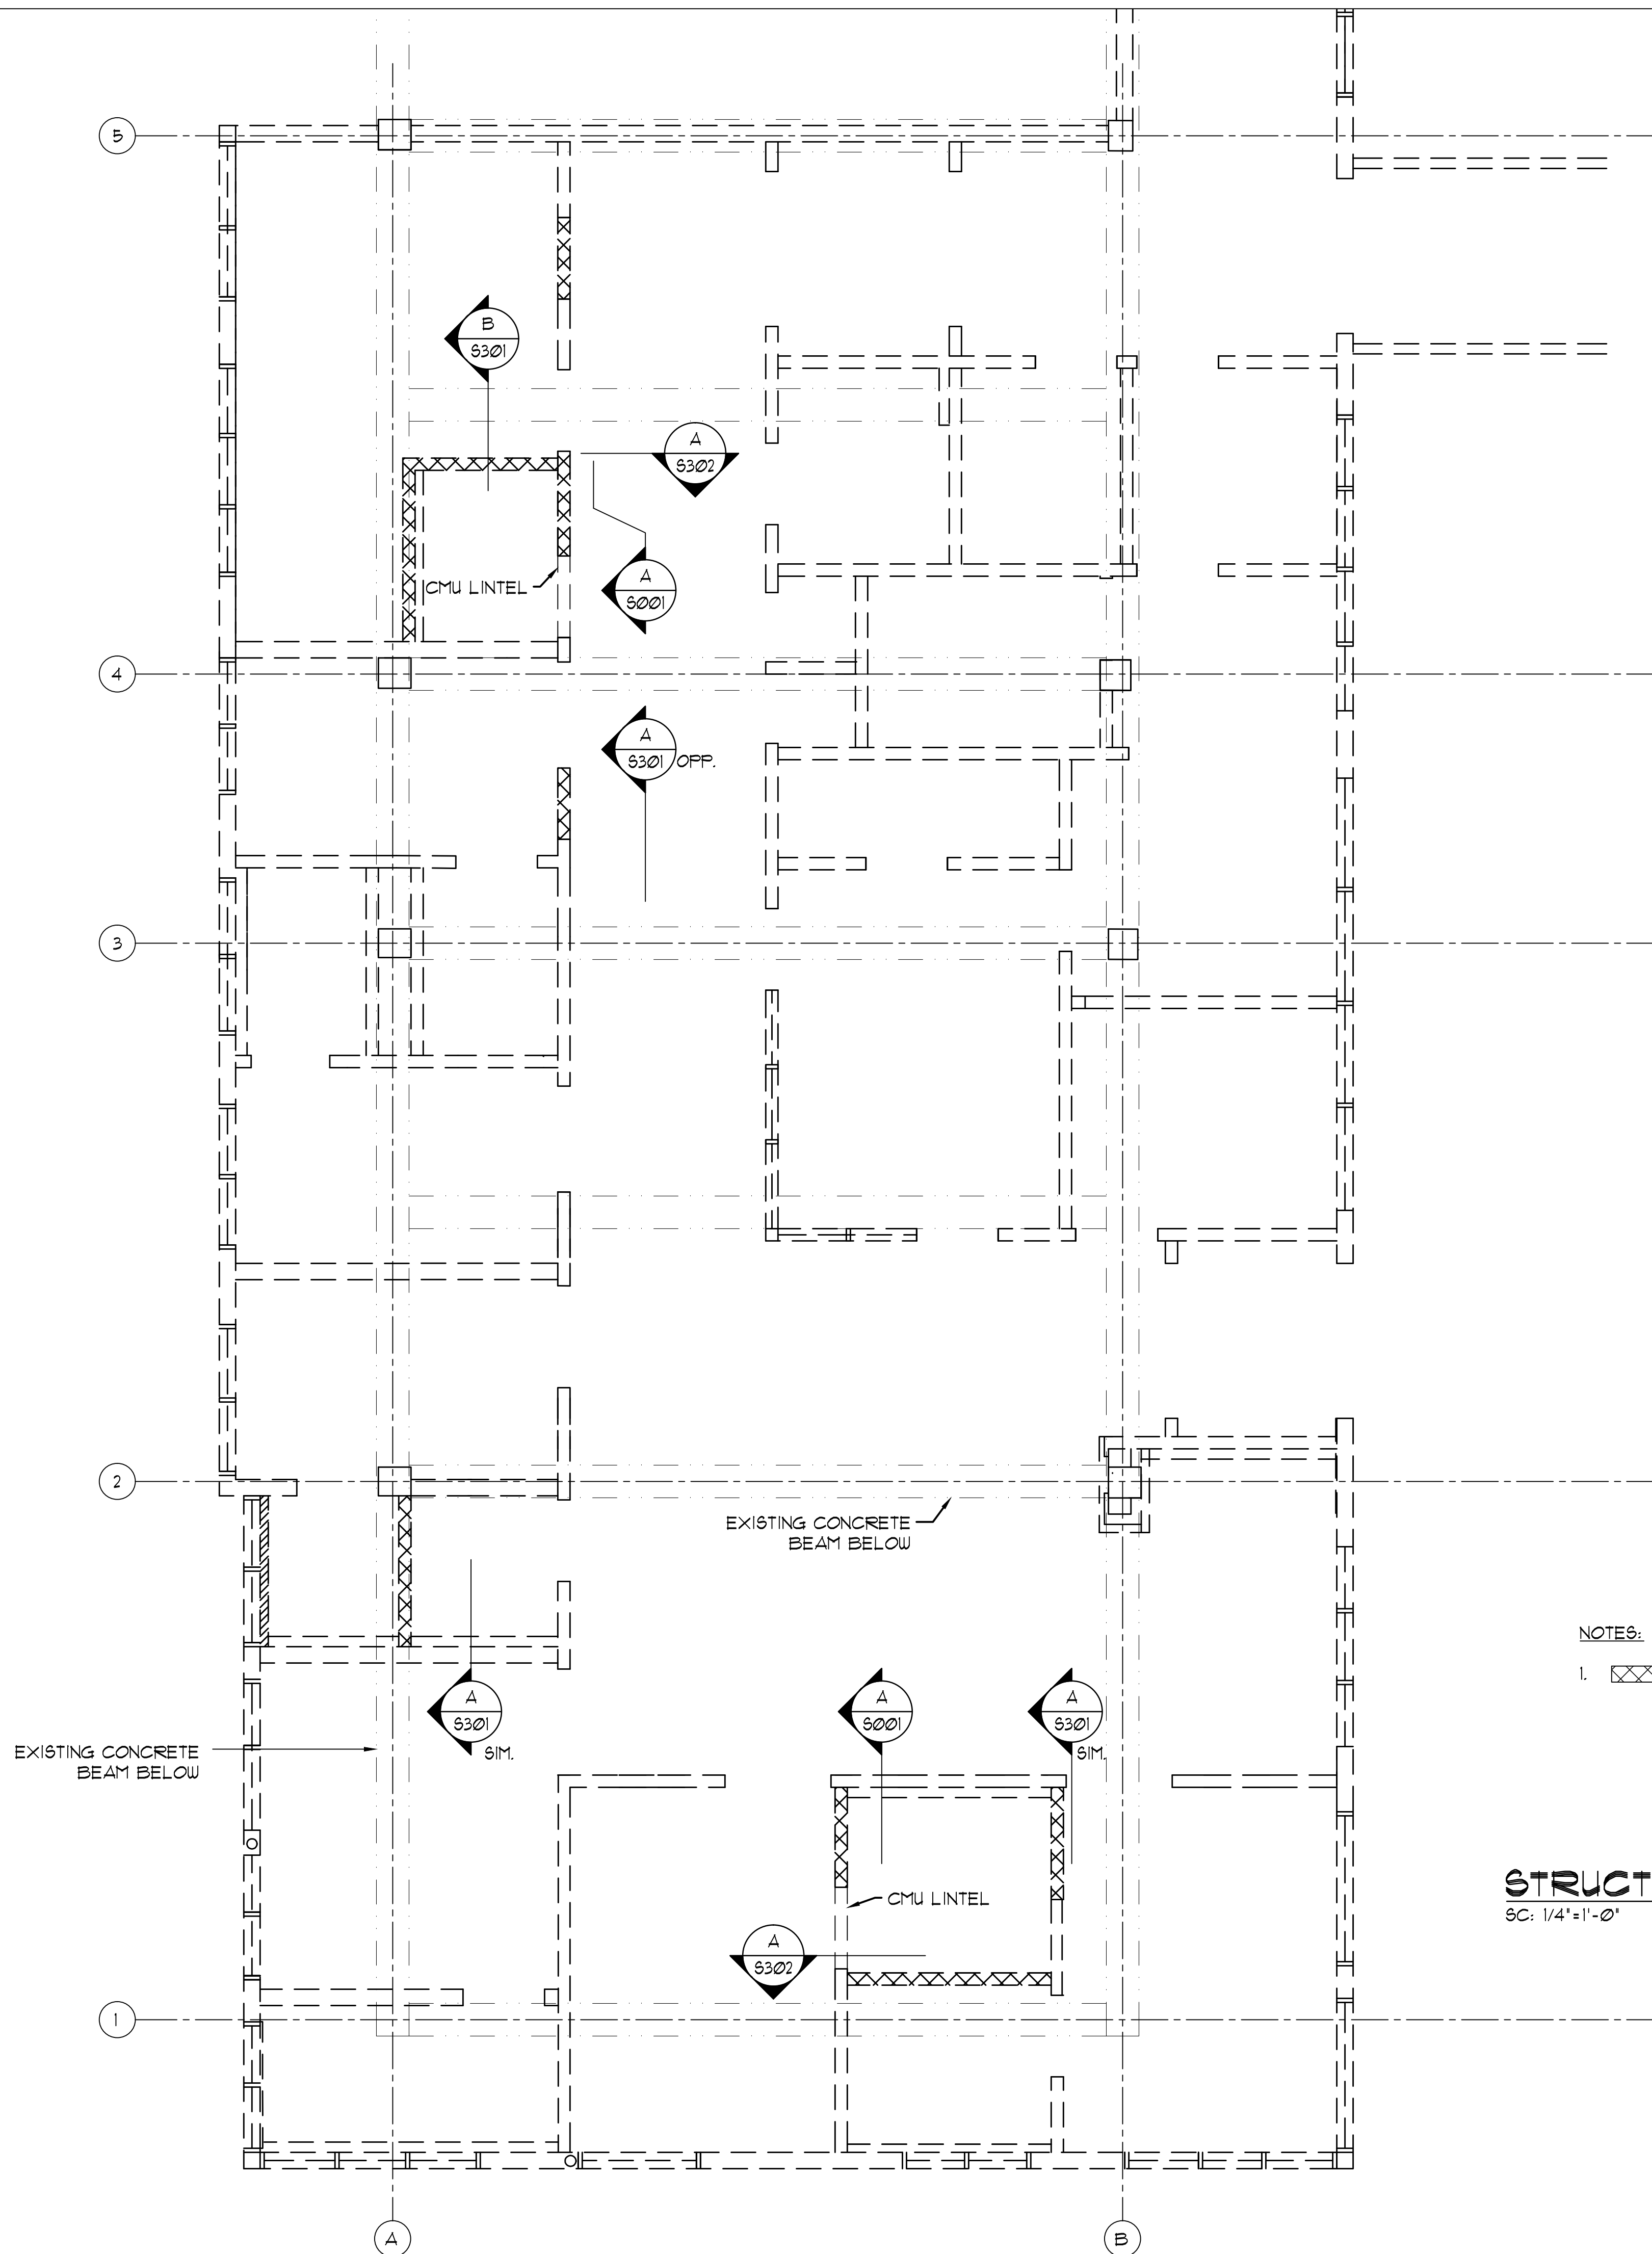 5
B
S301
A
S302
CMU LINTEL
A
S001
4
A
S301 OPP.
3
2
EXISTING CONCRETE
BEAM BELOW
NOTES:
1.
A
S301
SIM.
A
S001
A
S301
SIM.
EXISTING CONCRETE
BEAM BELOW
CMU LINTEL
STRUCT
SC: 1/4"=1'-0"
A
S302
1
A
B